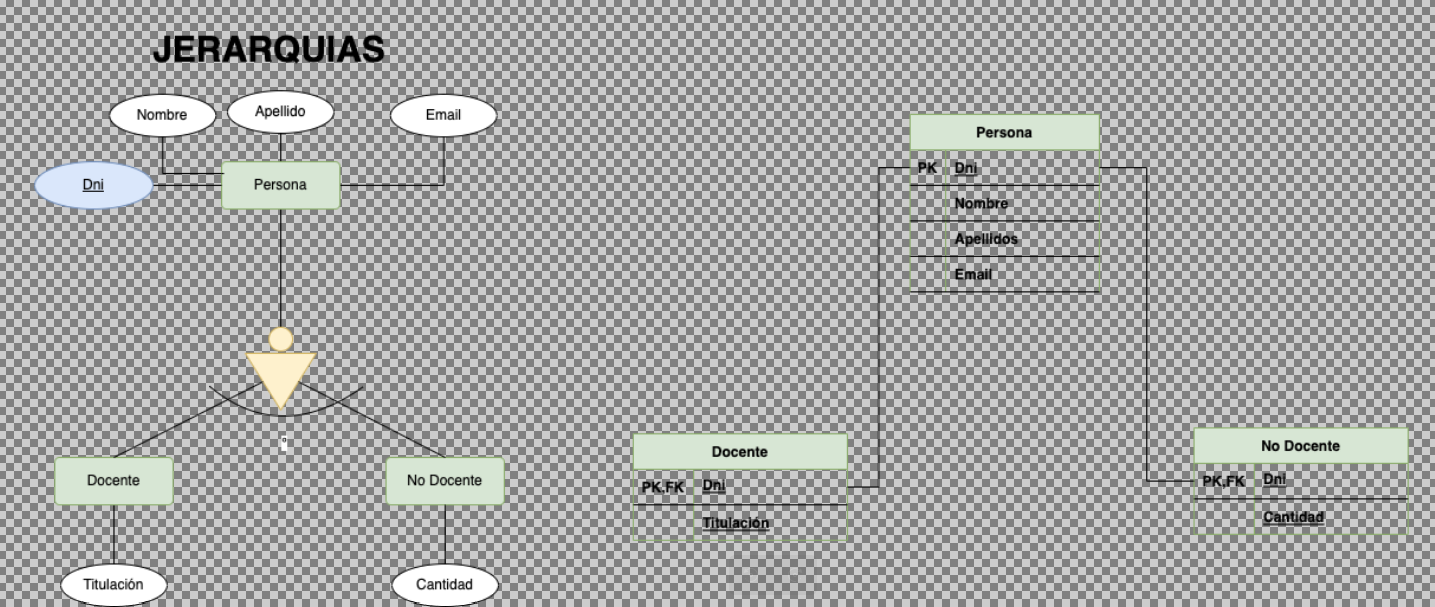 JERARQUIAS
Nombre
Apellido
Email
Dni
Persona
Docente
No Docente
Titulación
Cantidad
Persona
PK Dni
Nombre
Apellidos
Email
Docente
PK,FK Dni
Titulación
No Docente
PK,FK Dni
Cantidad